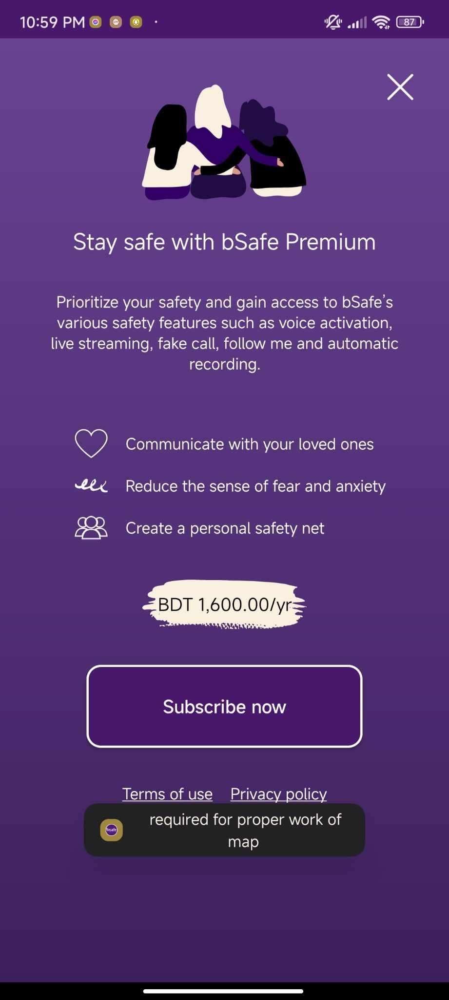 10:59 PM
87
Stay safe with bSafe Premium
Prioritize your safety and gain access to bSafe’s
various safety features such as voice activation,
live streaming, fake call, follow me and automatic
recording.
Communicate with your loved ones
Reduce the sense of fear and anxiety
Create a personal safety net
BDT 1,600.00/yr
Subscribe now
Terms of use Privacy policy
bsafe
required for proper work of
map